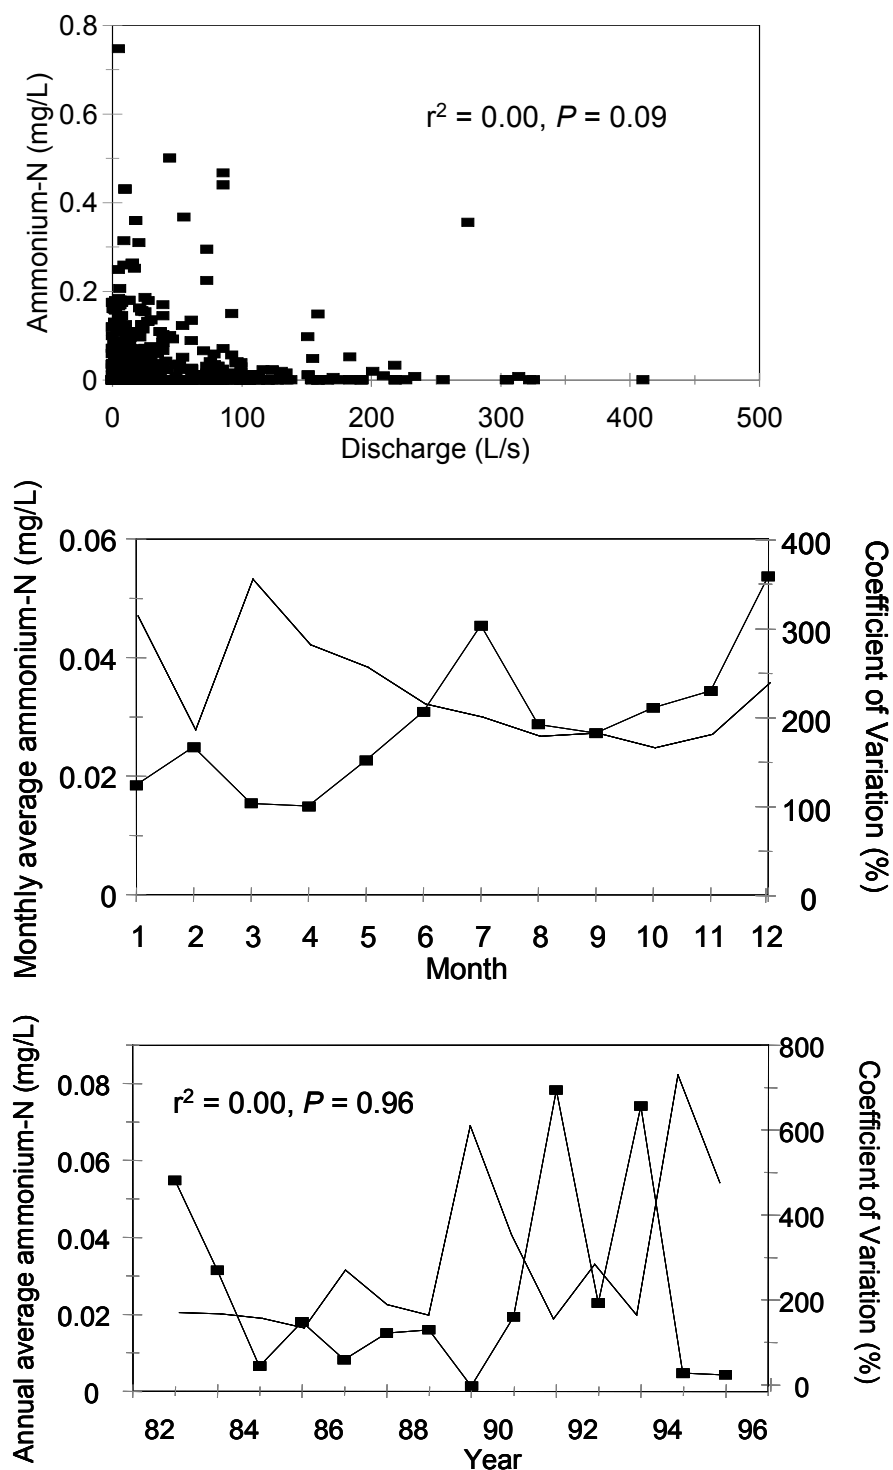 0.8
0.6
0.4
0.2
0
Ammonium-N (mg/L)
r² = 0.00, P = 0.09
0 100 200 300 400 500
Discharge (L/s)
0.06
0.04
0.02
0
Monthly average ammonium-N (mg/L)
400
300
200
100
0
Coefficient of Variation (%)
1 2 3 4 5 6 7 8 9 10 11 12
Month
0.08
0.06
0.04
0.02
0
Annual average ammonium-N (mg/L)
r² = 0.00, P = 0.96
800
600
400
200
0
Coefficient of Variation
(%)
82 84 86 88 90 92 94 96
Year